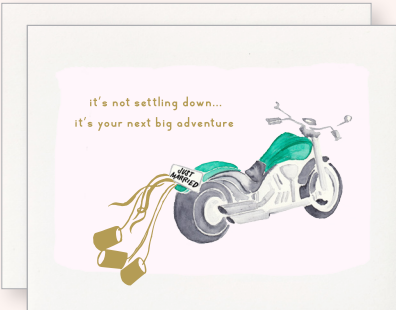 it's not settling down...
it's your next big adventure
JUST
MARRIED